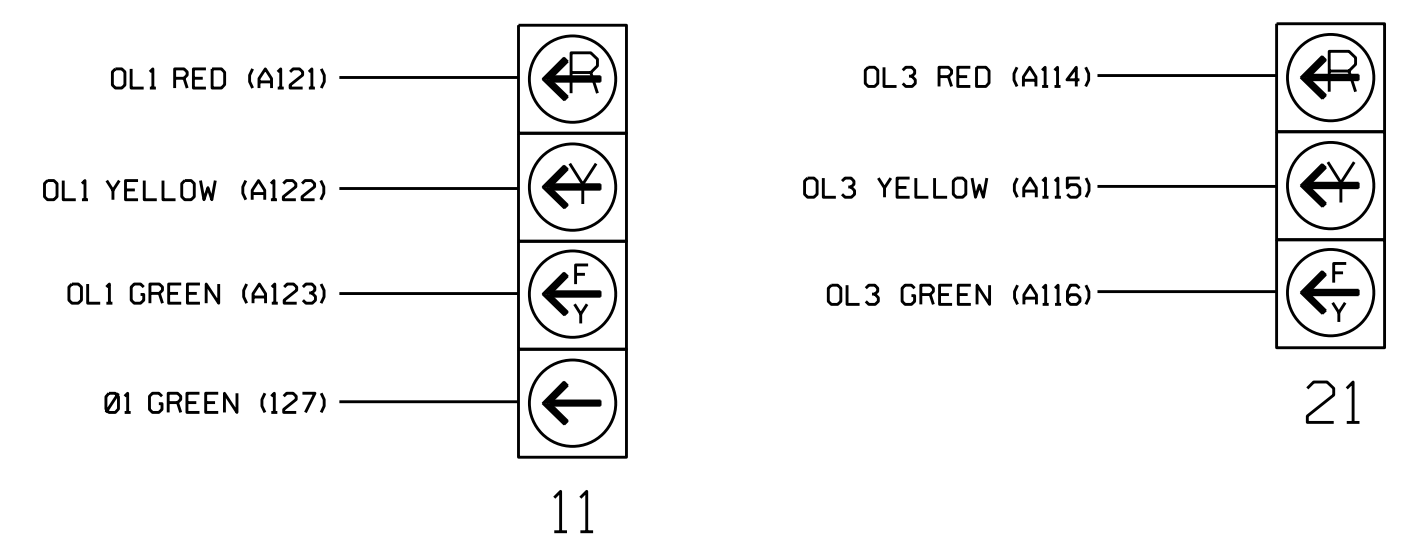 OL1 RED (A121)
R
OL1 YELLOW (A122)
Y
OL1 GREEN (A123)
F
Y
Ø1 GREEN (127)
11
OL3 RED (A114)
R
OL3 YELLOW (A115)
Y
OL3 GREEN (A116)
F
Y
21